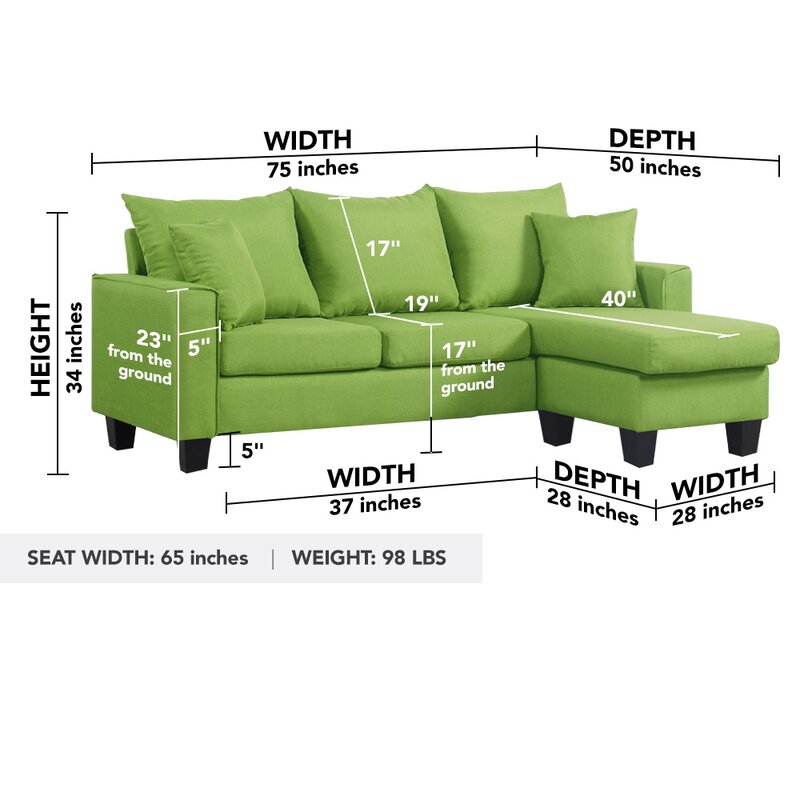 WIDTH
75 inches
DEPTH
50 inches
HEIGHT
34 inches
17"
19"
40"
23"
from the
ground
5"
17"
from the
ground
5"
WIDTH
37 inches
DEPTH
28 inches
WIDTH
28 inches
SEAT WIDTH: 65 inches | WEIGHT: 98 LBS